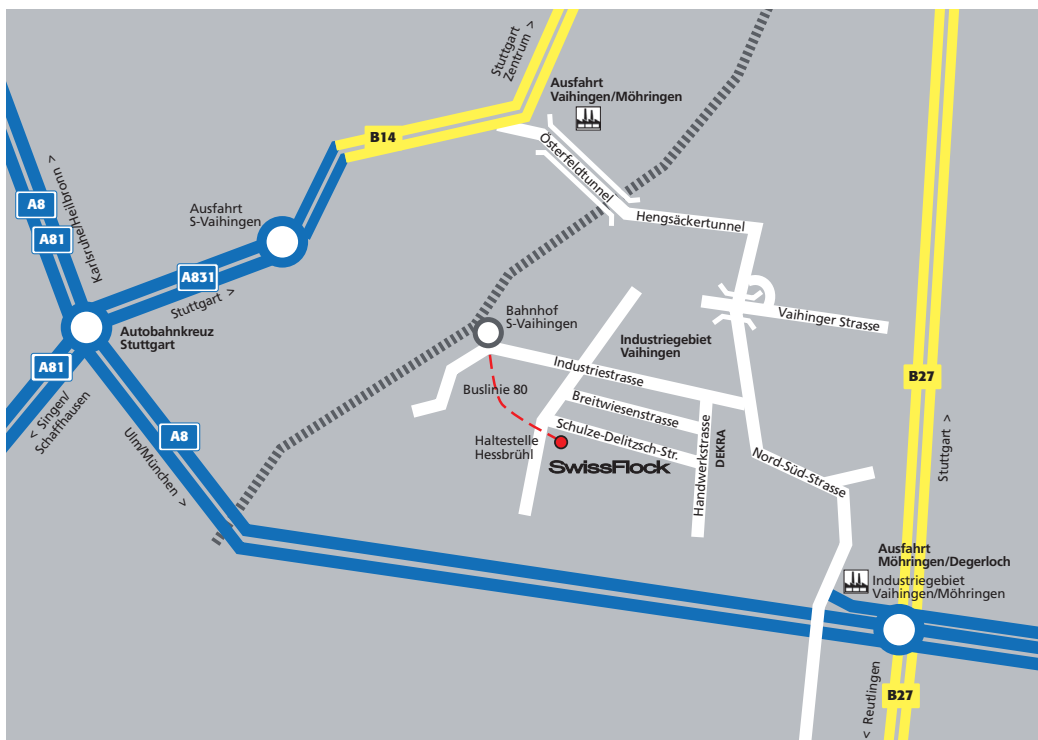 Stuttgart >
Zentrum >
Ausfahrt
Vaihingen/Möhringen
B14
Österfeldtunnel
Hengsäckertunnel
Karlsruhe/Heilbronn >
A8
A81
Ausfahrt
S-Vaihingen
A831
Stuttgart >
Autobahnkreuz
Stuttgart
Bahnhof
S-Vaihingen
Vaihinger Strasse
Industriegebiet
Vaihingen
Industriestrasse
A81
< Singen/
Schaffhausen
B27
Buslinie 80
Breitwiesenstrasse
Schulze-Delitzsch-Str.
Handwerkstrasse
DEKRA
Stuttgart >
Ulm/München >
A8
Haltestelle
Hessbrühl
SwissFlock
Nord-Süd-Strasse
Ausfahrt
Möhringen/Degerloch
Industriegebiet
Vaihingen/Möhringen
< Reutlingen
B27